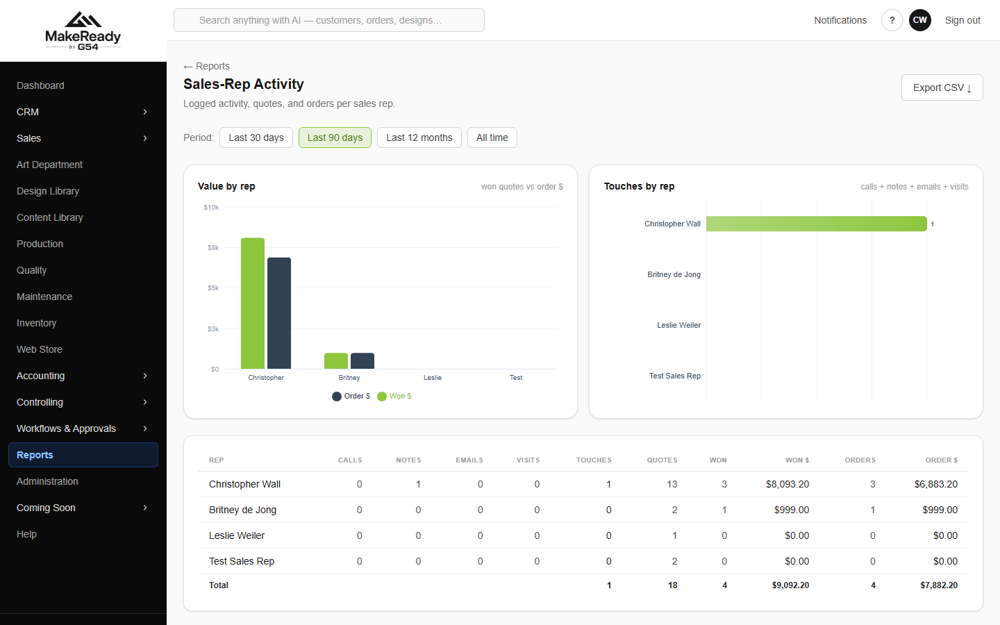 MakeReady
BY G54
Search anything with AI — customers, orders, designs...
Notifications
?
CW
Sign out
Dashboard
CRM
Sales
Art Department
Design Library
Content Library
Production
Quality
Maintenance
Inventory
Web Store
Accounting
Controlling
Workflows & Approvals
Reports
Administration
Coming Soon
Help
← Reports
Sales-Rep Activity
Logged activity, quotes, and orders per sales rep.
Export CSV ↓
Period: Last 30 days Last 90 days Last 12 months All time
Value by rep won quotes vs order $
$10k
$8k
$5k
$3k
$0
Christopher Britney Leslie Test
Order $ Won $
Touches by rep calls + notes + emails + visits
Christopher Wall 1
Britney de Jong
Leslie Weiler
Test Sales Rep
REP CALLS NOTES EMAILS VISITS TOUCHES QUOTES WON WON $ ORDERS ORDER $
Christopher Wall 0 1 0 0 1 13 3 $8,093.20 3 $6,883.20
Britney de Jong 0 0 0 0 0 2 1 $999.00 1 $999.00
Leslie Weiler 0 0 0 0 0 1 0 $0.00 0 $0.00
Test Sales Rep 0 0 0 0 0 2 0 $0.00 0 $0.00
Total 1 18 4 $9,092.20 4 $7,882.20